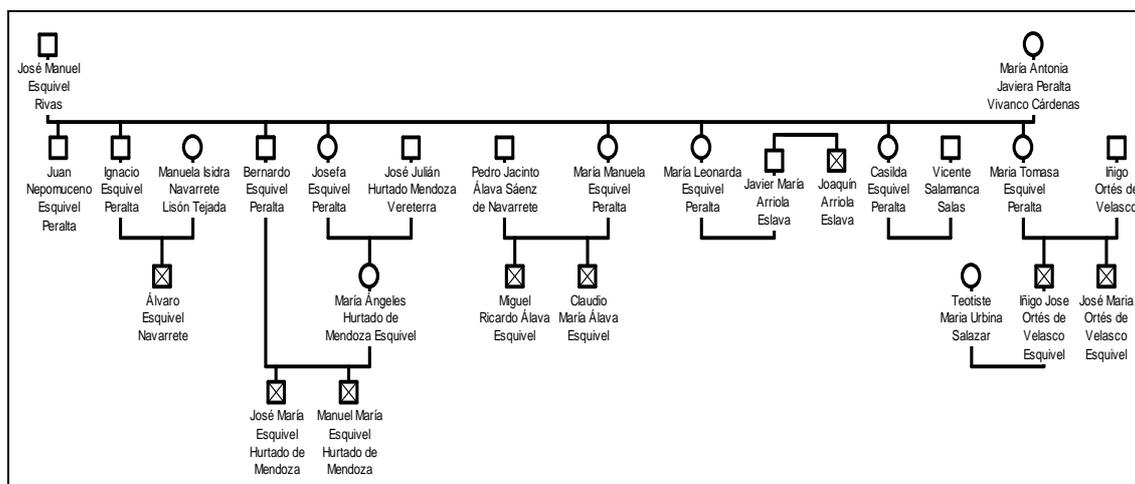 José Manuel
Esquivel
Rivas
María Antonia
Javiera Peralta
Vivanco Cárdenas
Juan
Nepomuceno
Esquivel
Peralta
Ignacio
Esquivel
Peralta
Manuela Isidra
Navarrete
Lisón Tejada
Bernardo
Esquivel
Peralta
Josefa
Esquivel
Peralta
José Julián
Hurtado Mendoza
Vereterra
Pedro Jacinto
Álava Sáenz
de Navarrete
María Manuela
Esquivel
Peralta
María Leonarda
Esquivel
Peralta
Javier María
Arriola
Eslava
Joaquín
Arriola
Eslava
Casilda
Esquivel
Peralta
Vicente
Salamanca
Salas
Maria Tomasa
Esquivel
Peralta
Iñigo
Ortés de
Velasco
Álvaro
Esquivel
Navarrete
María Ángeles
Hurtado de
Mendoza Esquivel
Miguel
Ricardo Álava
Esquivel
Claudio
María Álava
Esquivel
Teotiste
Maria Urbina
Salazar
Iñigo Jose
Ortés de
Velasco
Esquivel
José Maria
Ortés de
Velasco
Esquivel
José María
Esquivel
Hurtado de
Mendoza
Manuel María
Esquivel
Hurtado de
Mendoza